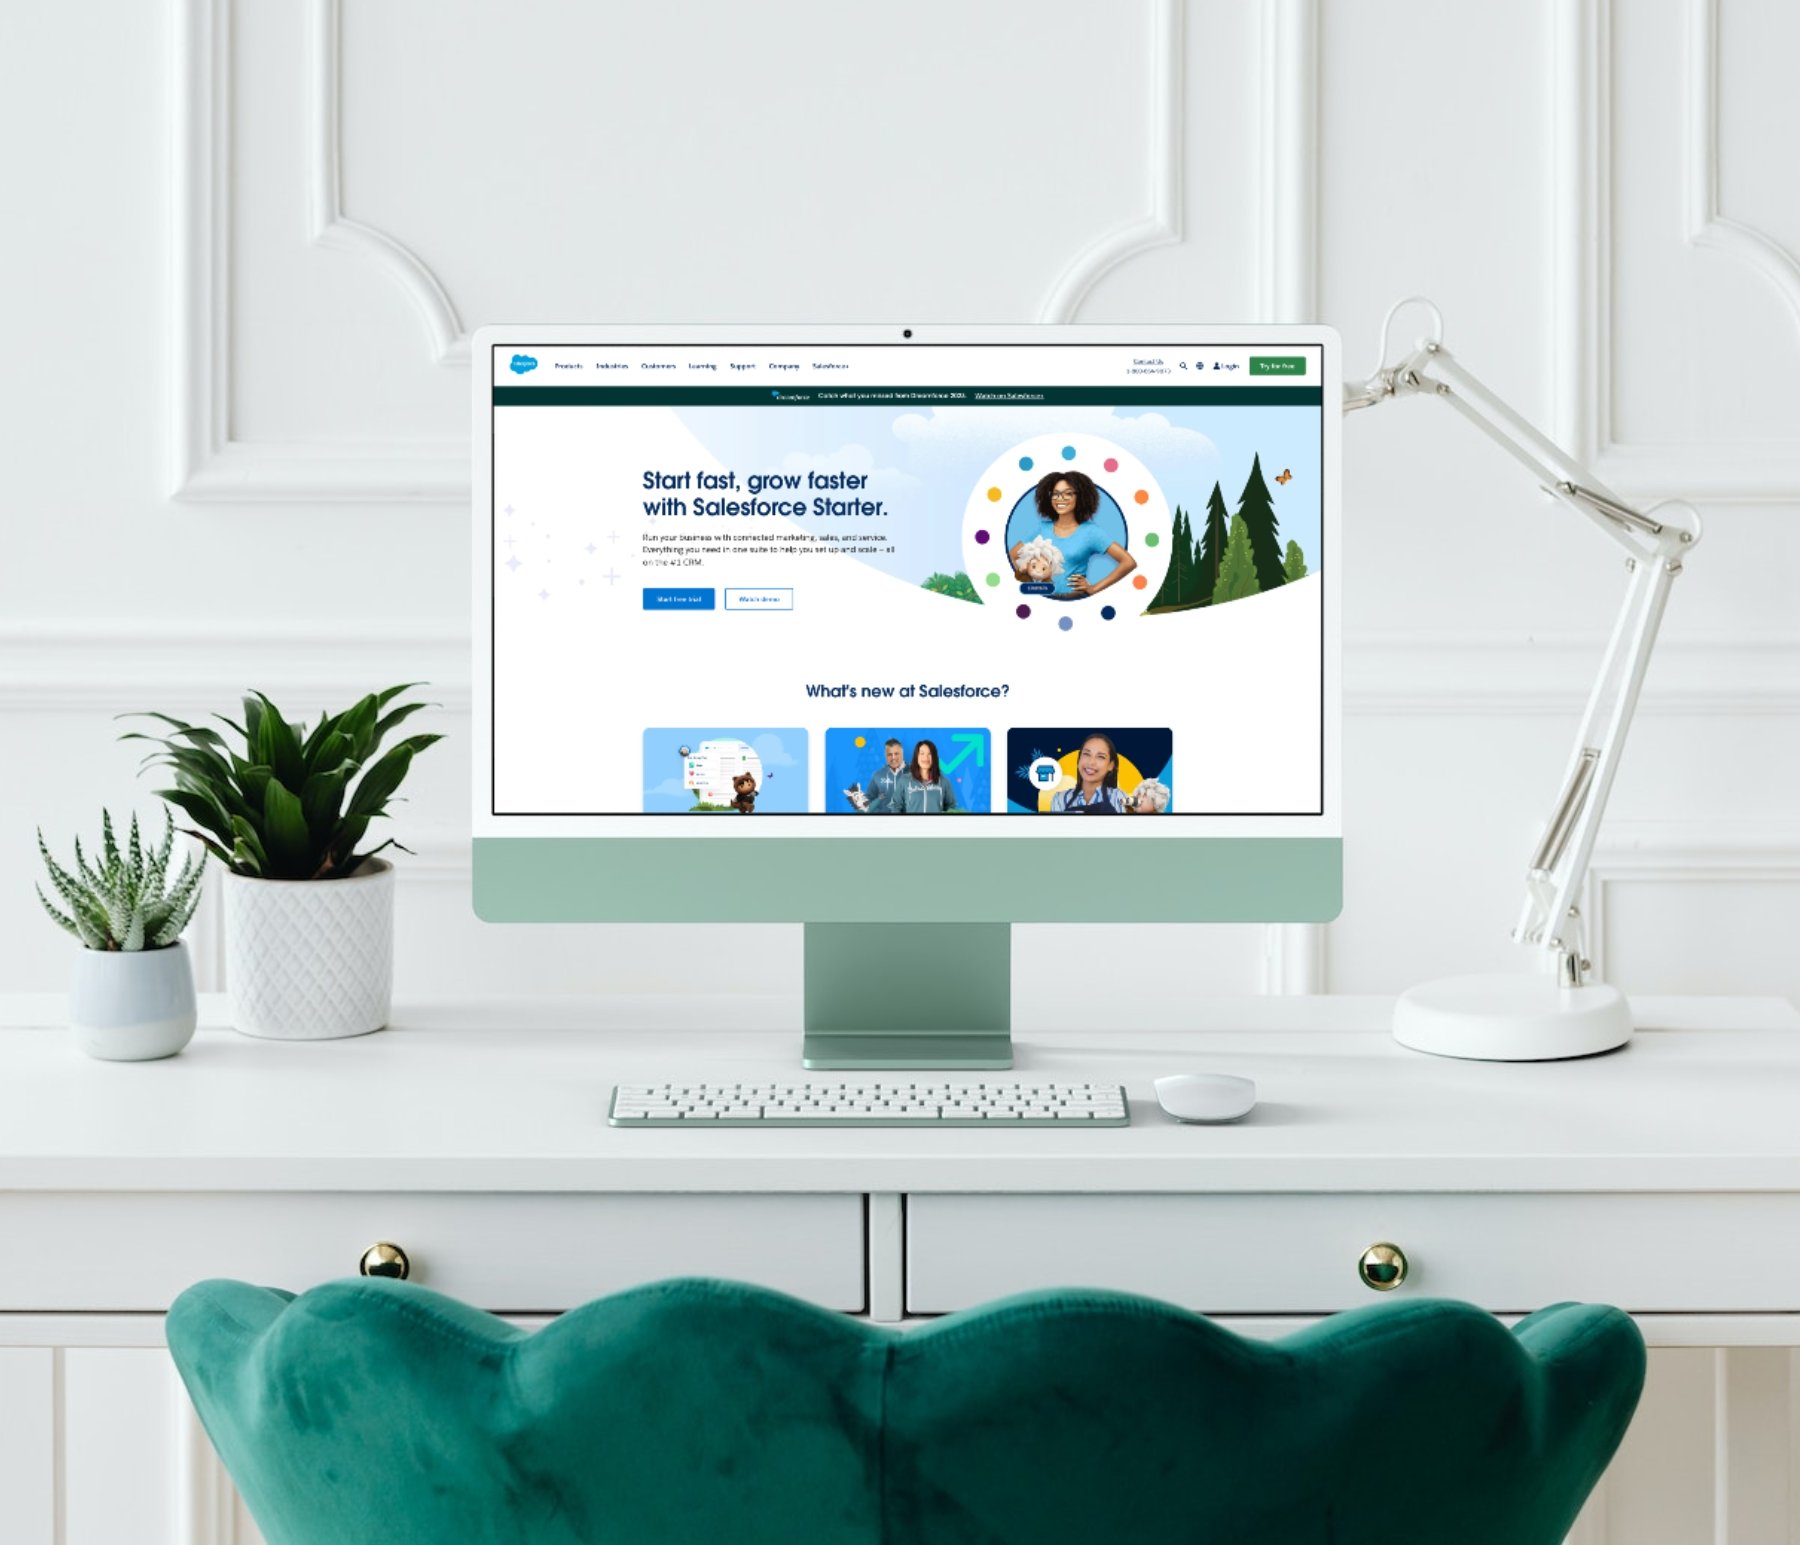 salesforce
Products Industries Customers Learning Support Company Salesforce+
Contact Us
Login
Try for free
dreamforce Catch what you missed from Dreamforce 2023. Watch on Salesforce+
Start fast, grow faster
with Salesforce Starter.
Run your business with connected marketing, sales, and service.
Everything you need in one suite to help you set up and scale – all
on the #1 CRM.
Start free trial Watch demo
What's new at Salesforce?